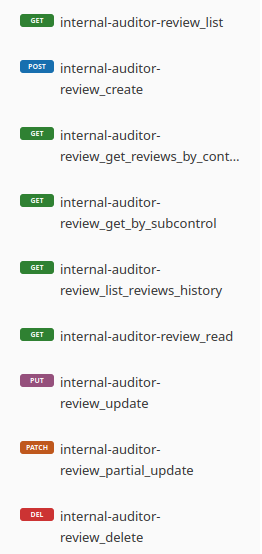 GET internal-auditor-review_list
POST internal-auditor-
review_create
GET internal-auditor-
review_get_reviews_by_cont...
GET internal-auditor-
review_get_by_subcontrol
GET internal-auditor-
review_list_reviews_history
GET internal-auditor-review_read
PUT internal-auditor-
review_update
PATCH internal-auditor-
review_partial_update
DEL internal-auditor-
review_delete